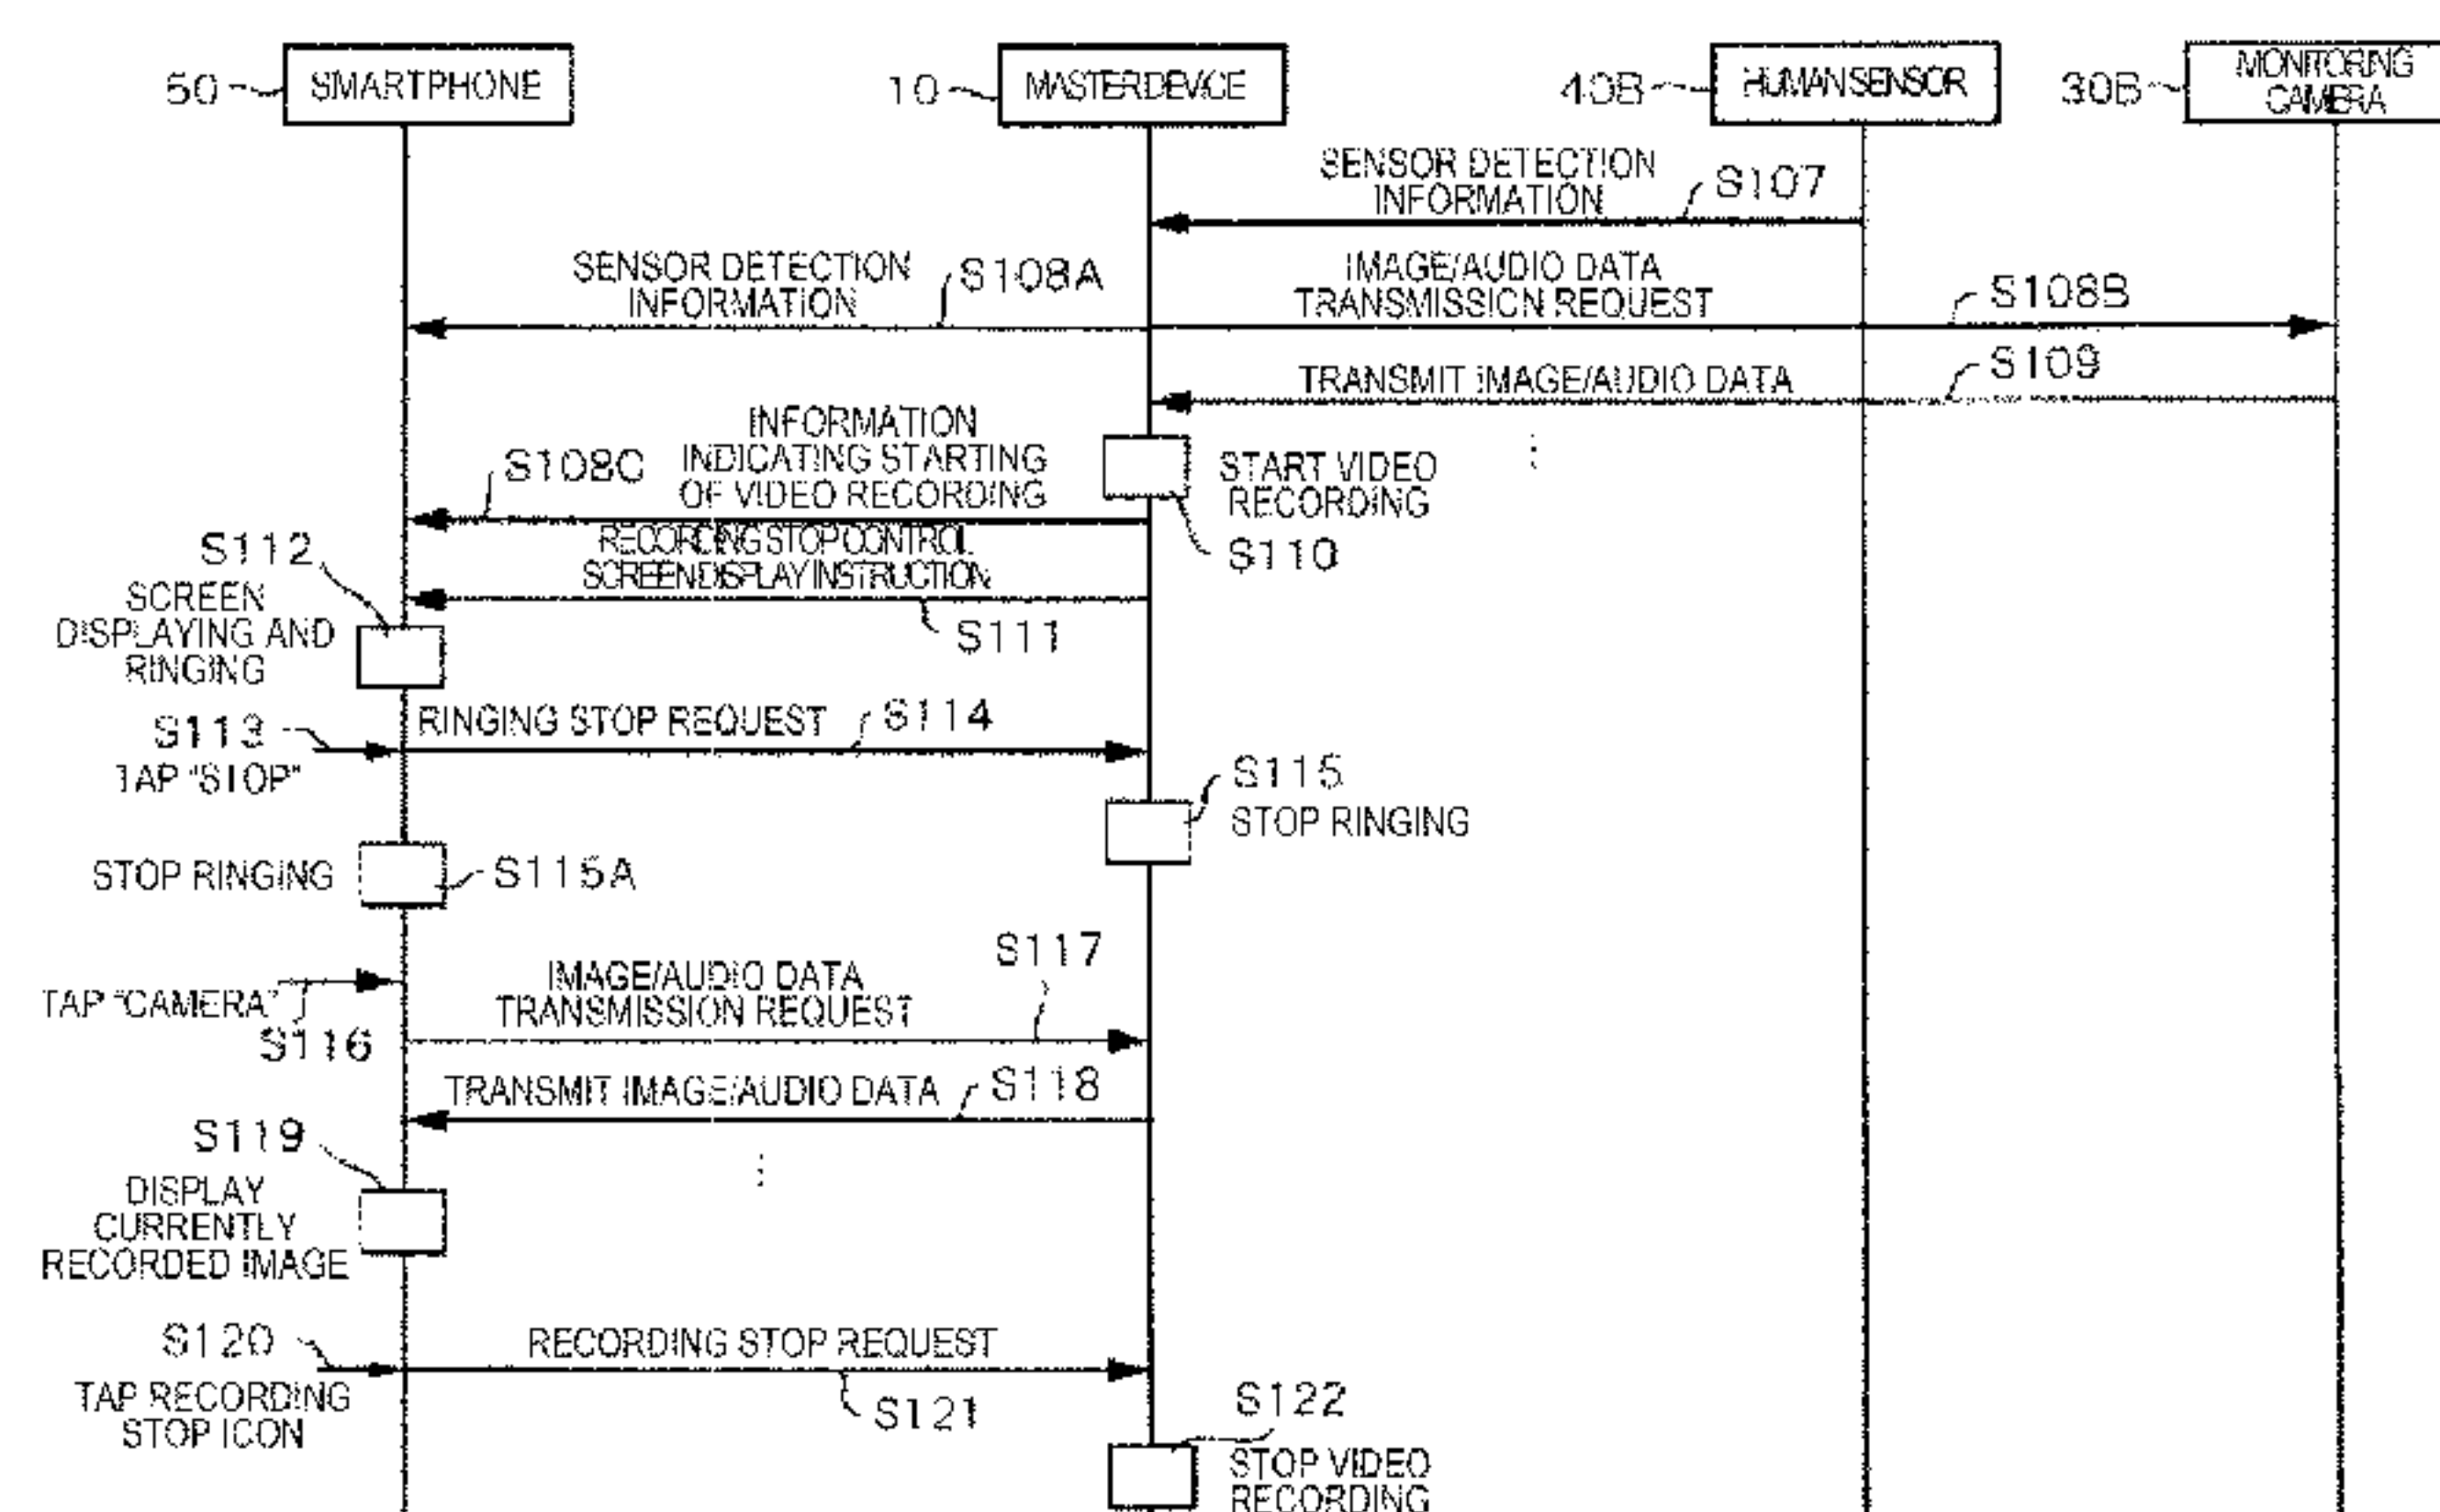 50
SMARTPHONE
10
MASTER DEVICE
40B
HUMAN SENSOR
30B
MONITORING
CAMERA
SENSOR DETECTION
INFORMATION
S107
SENSOR DETECTION
INFORMATION
S108A
IMAGE/AUDIO DATA
TRANSMISSION REQUEST
S108B
TRANSMIT IMAGE/AUDIO DATA
S109
INFORMATION
INDICATING STARTING
OF VIDEO RECORDING
S108C
START VIDEO
RECORDING
S110
RECORDING STOP CONTROL
SCREEN DISPLAY INSTRUCTION
S111
S112
SCREEN
DISPLAYING AND
RINGING
S113
TAP "STOP"
RINGING STOP REQUEST
S114
S115
STOP RINGING
STOP RINGING
S115A
TAP "CAMERA"
S116
IMAGE/AUDIO DATA
TRANSMISSION REQUEST
S117
TRANSMIT IMAGE/AUDIO DATA
S118
S119
DISPLAY
CURRENTLY
RECORDED IMAGE
S120
TAP RECORDING
STOP ICON
RECORDING STOP REQUEST
S121
S122
STOP VIDEO
RECORDING